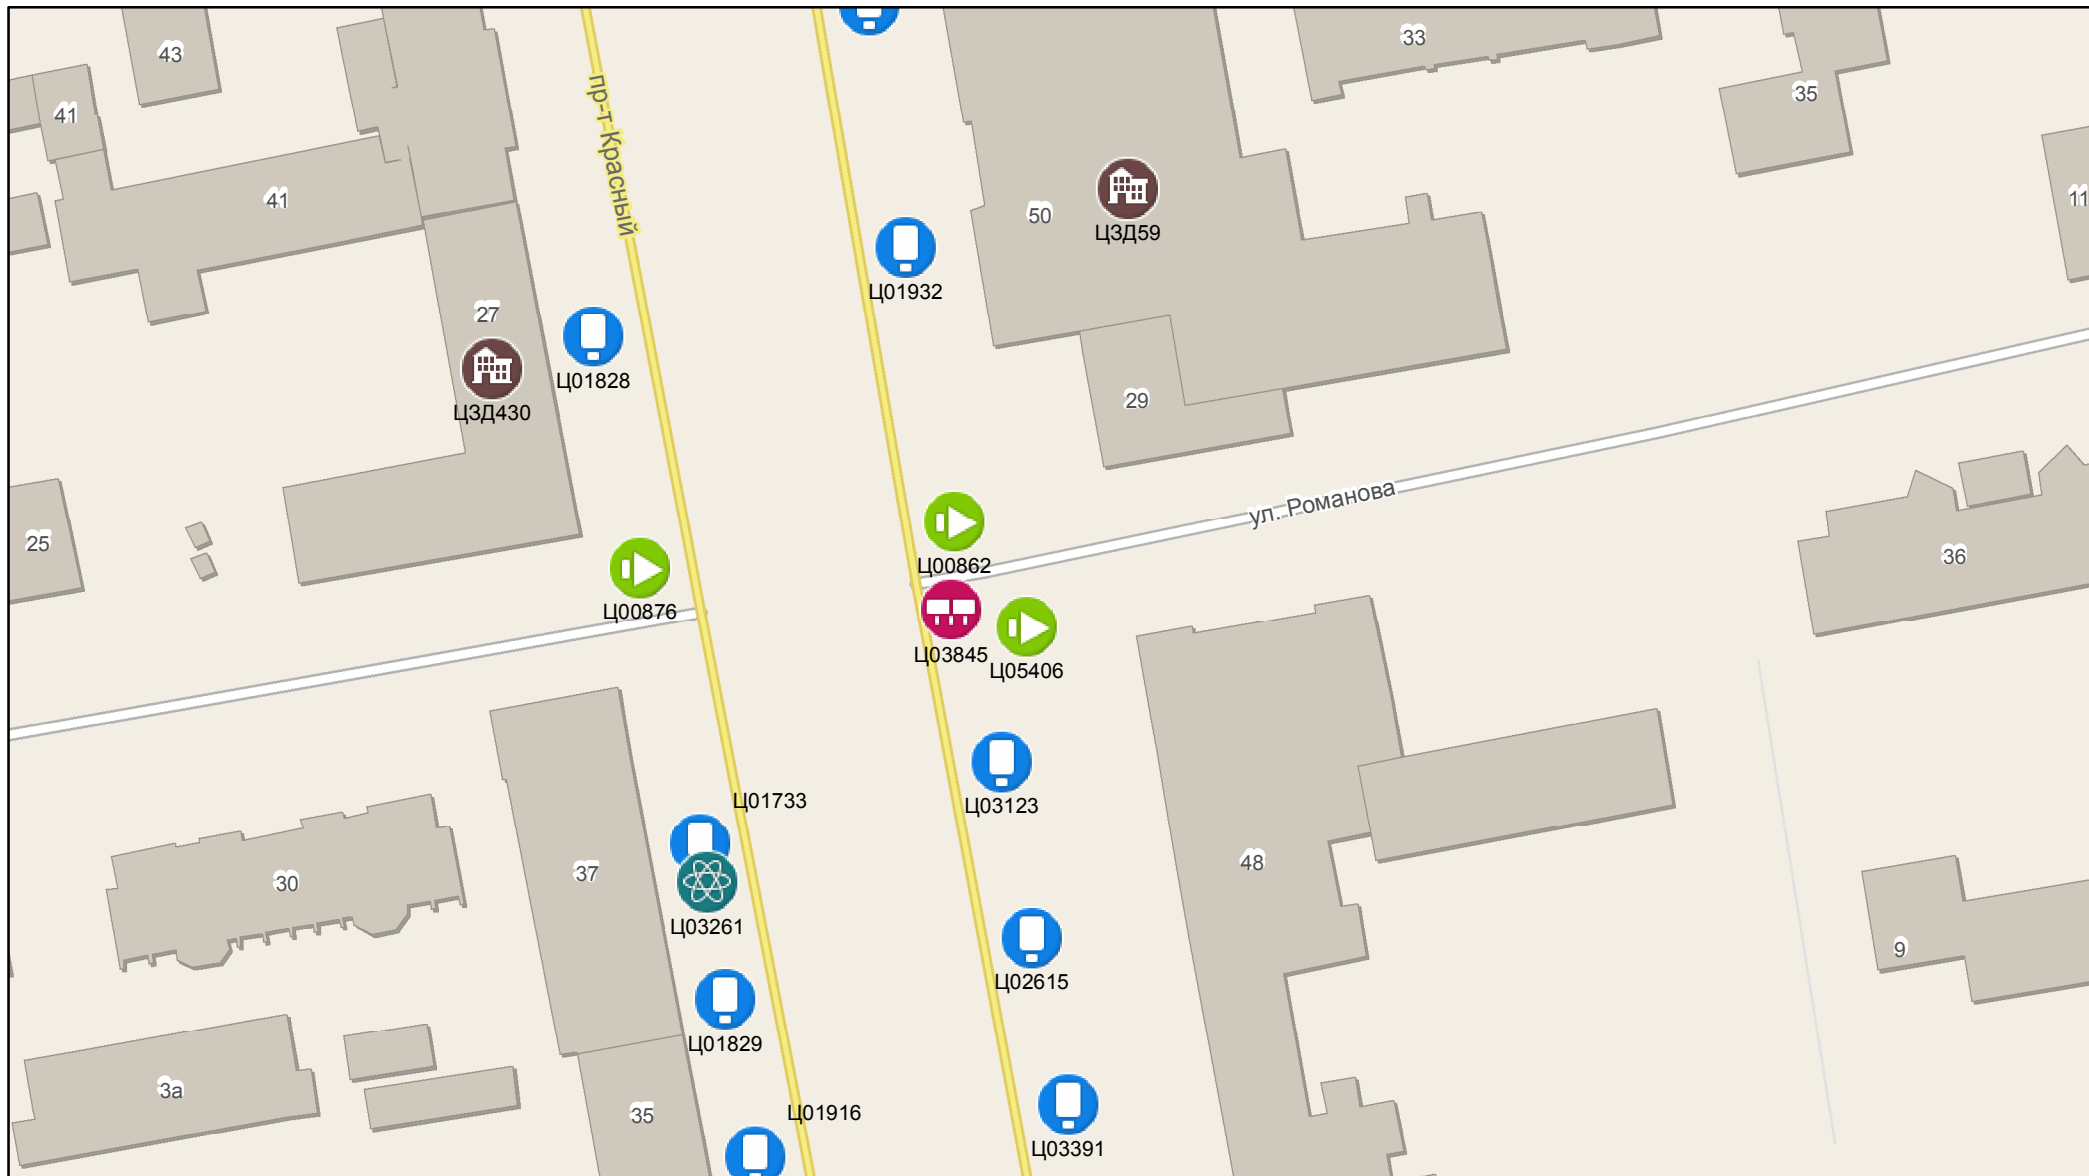 43
33
41
35
пр-т Красный
11
41
50
ЦЗД59
Ц01932
27
Ц01828
ЦЗД430
29
ул. Романова
25
Ц00862
36
Ц00876
Ц03845
Ц05406
Ц01733
Ц03123
48
37
30
Ц03261
9
Ц02615
Ц01829
3а
35
Ц01916
Ц03391